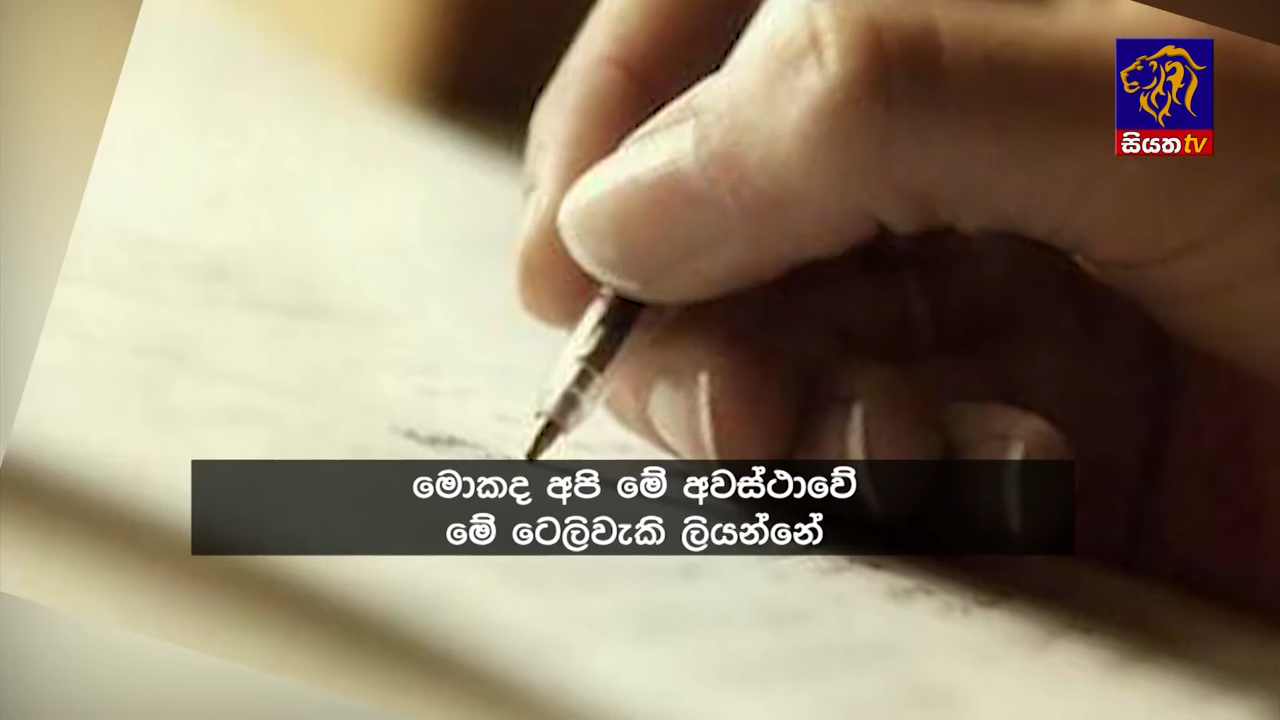 සියත tv
මොකද අපි මේ අවස්ථාවේ
මේ ටෙලිවැකි ලියන්නේ